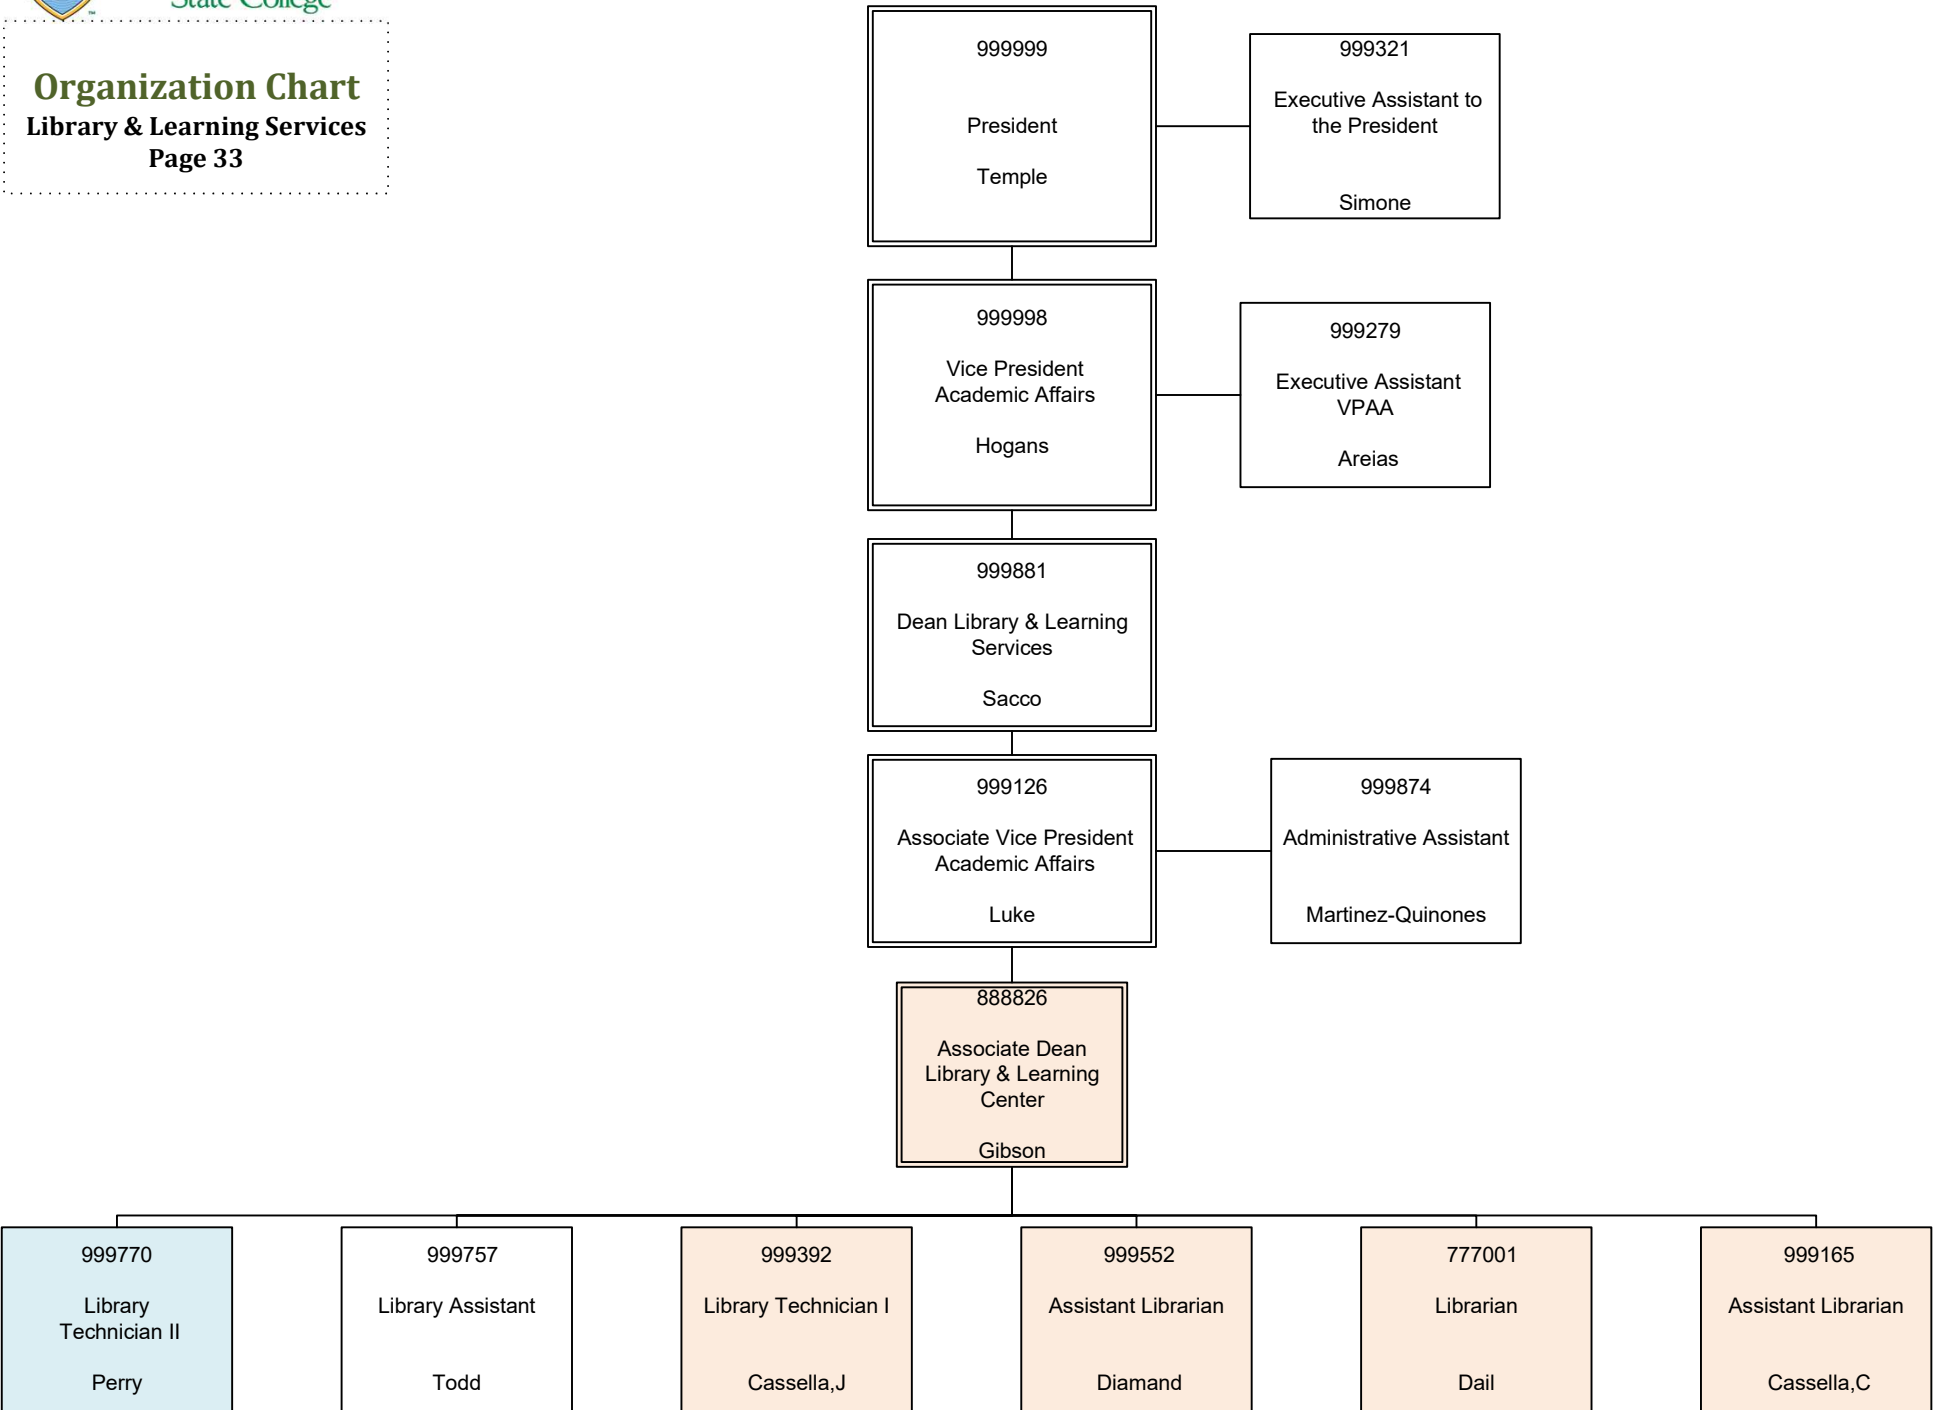 State College
™
Organization Chart
Library & Learning Services
Page 33
999999
President
Temple
999321
Executive Assistant to
the President
Simone
999998
Vice President
Academic Affairs
Hogans
999279
Executive Assistant
VPAA
Areias
999881
Dean Library & Learning
Services
Sacco
999126
Associate Vice President
Academic Affairs
Luke
999874
Administrative Assistant
Martinez-Quinones
888826
Associate Dean
Library & Learning
Center
Gibson
999770
Library
Technician II
Perry
999757
Library Assistant
Todd
999392
Library Technician I
Cassella,J
999552
Assistant Librarian
Diamand
777001
Librarian
Dail
999165
Assistant Librarian
Cassella,C